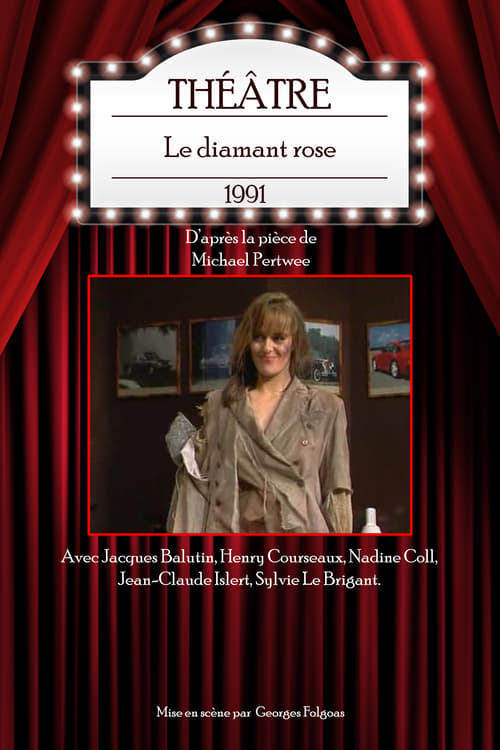 THÉÂTRE
Le diamant rose
1991
D'après la pièce de
Michael Pertwee
Avec Jacques Balutin, Henry Courseaux, Nadine Coll,
Jean-Claude Islert, Sylvie Le Brigant.
Mise en scène par Georges Folgoas